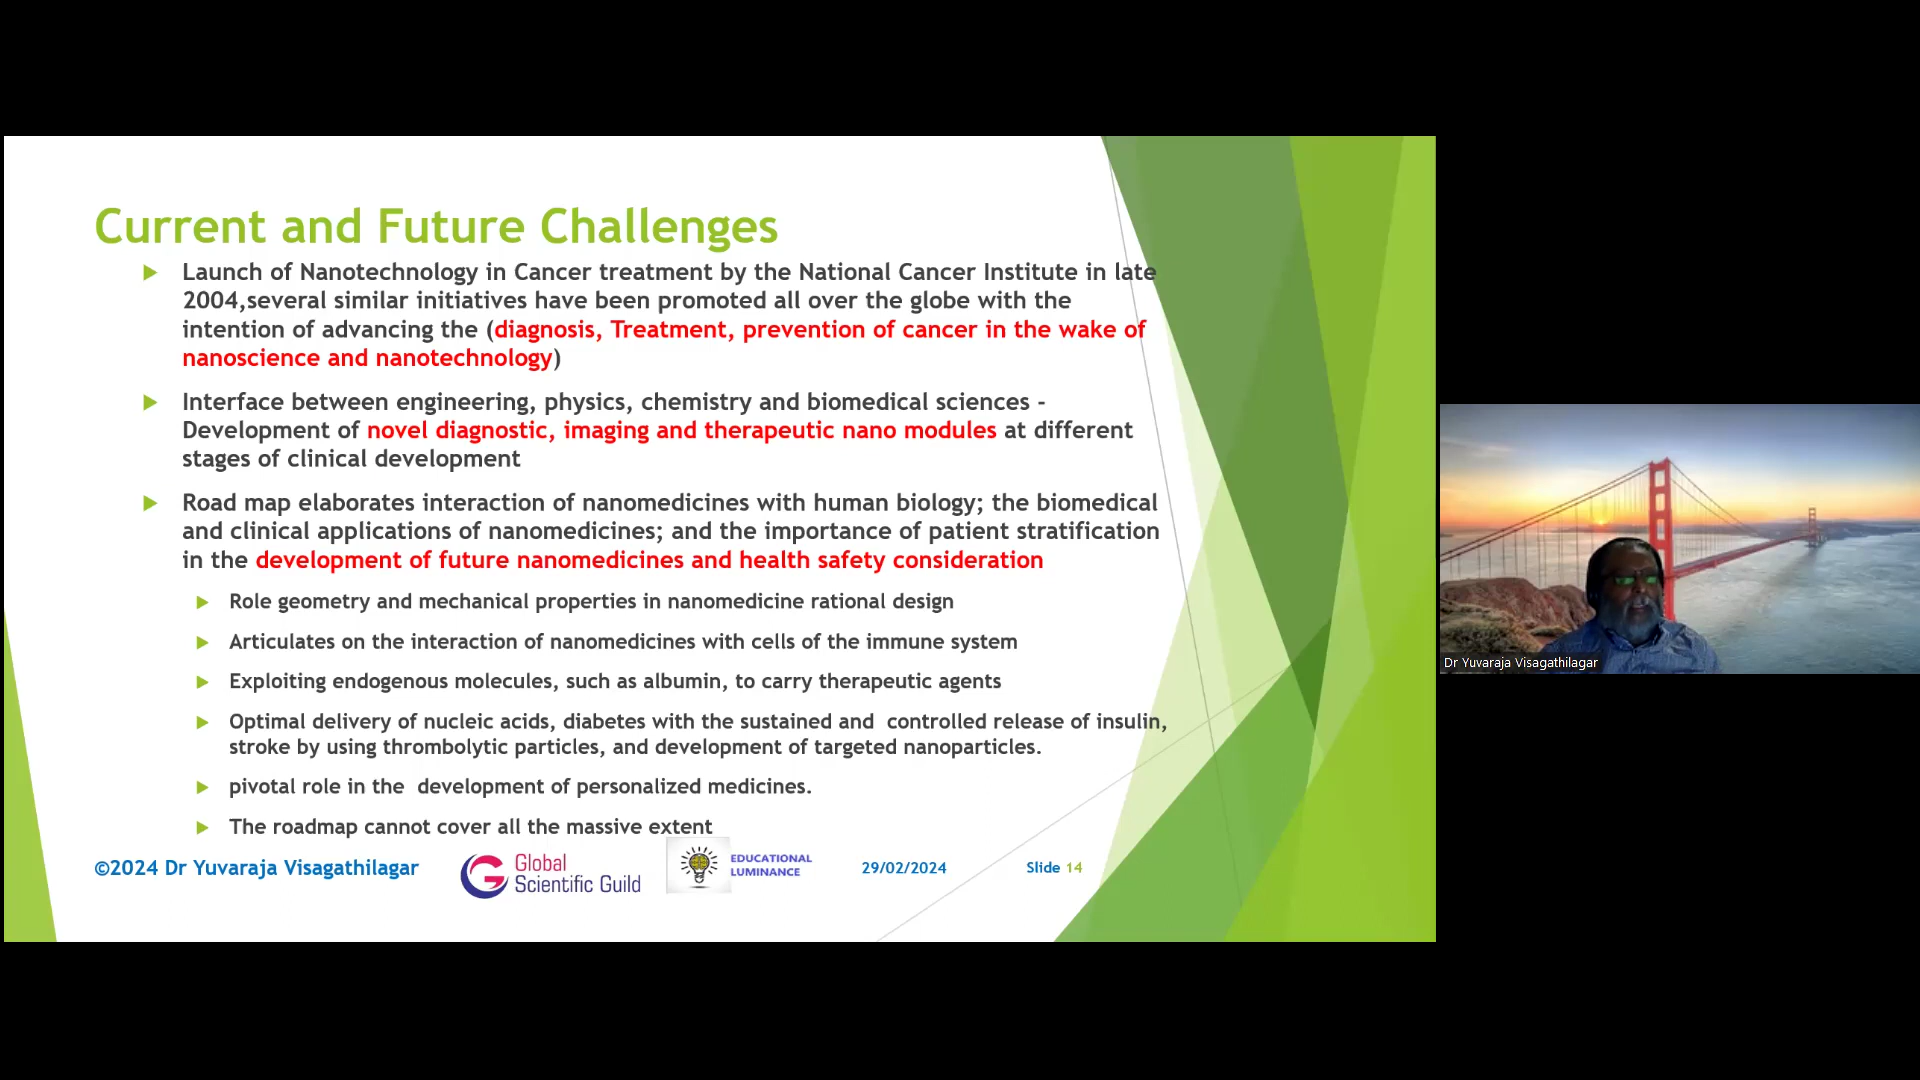 Current and Future Challenges
Launch of Nanotechnology in Cancer treatment by the National Cancer Institute in late
2004,several similar initiatives have been promoted all over the globe with the
intention of advancing the (diagnosis, Treatment, prevention of cancer in the wake of
nanoscience and nanotechnology)
Interface between engineering, physics, chemistry and biomedical sciences -
Development of novel diagnostic, imaging and therapeutic nano modules at different
stages of clinical development
Road map elaborates interaction of nanomedicines with human biology; the biomedical
and clinical applications of nanomedicines; and the importance of patient stratification
in the development of future nanomedicines and health safety consideration
Role geometry and mechanical properties in nanomedicine rational design
Articulates on the interaction of nanomedicines with cells of the immune system
Exploiting endogenous molecules, such as albumin, to carry therapeutic agents
Optimal delivery of nucleic acids, diabetes with the sustained and  controlled release of insulin,
stroke by using thrombolytic particles, and development of targeted nanoparticles.
pivotal role in the  development of personalized medicines.
The roadmap cannot cover all the massive extent
©2024 Dr Yuvaraja Visagathilagar
Global
Scientific Guild
EDUCATIONAL
LUMINANCE
29/02/2024
Slide 14
Dr Yuvaraja Visagathilagar